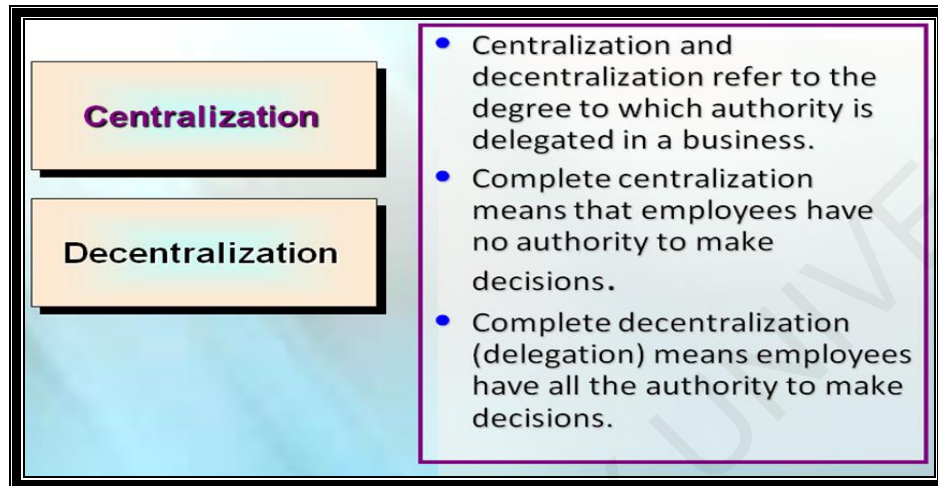 Centralization
Decentralization
• Centralization and
decentralization refer to the
degree to which authority is
delegated in a business.
• Complete centralization
means that employees have
no authority to make
decisions.
• Complete decentralization
(delegation) means employees
have all the authority to make
decisions.